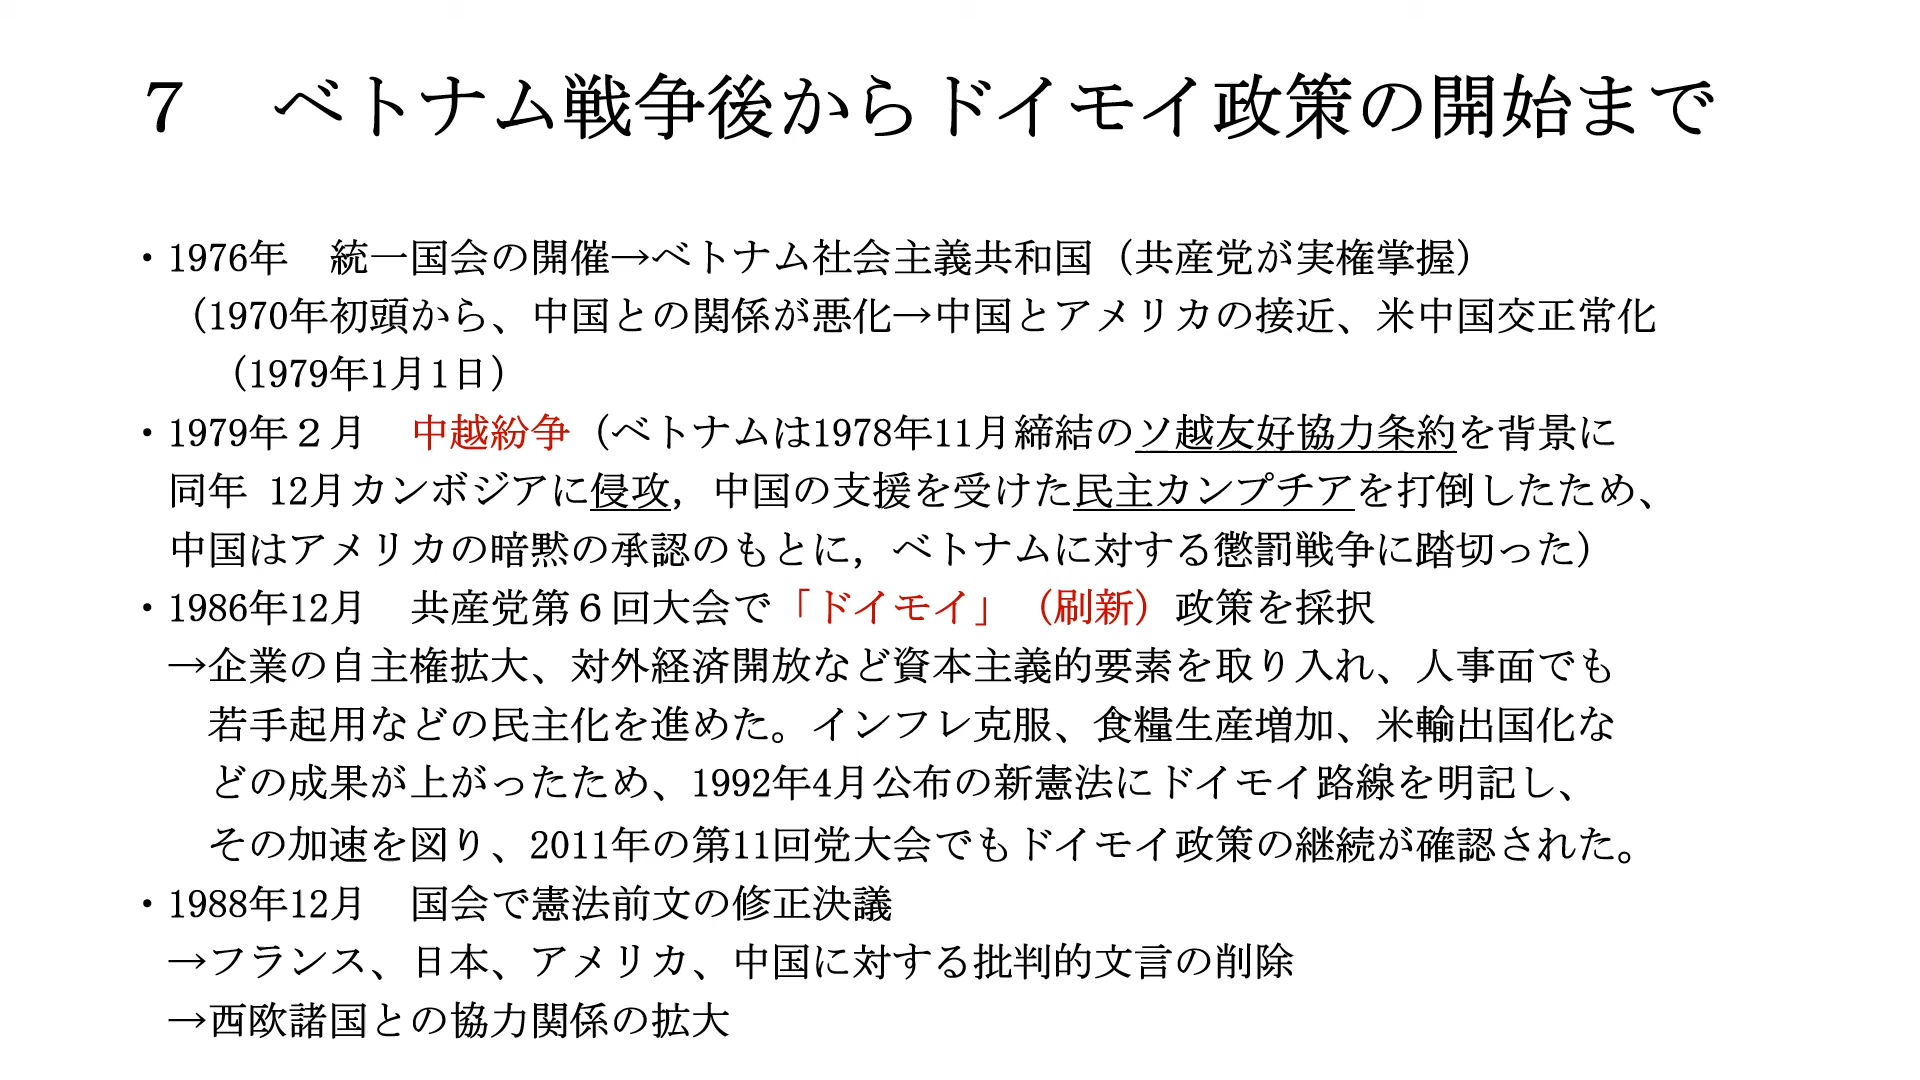 ７　ベトナム戦争後からドイモイ政策の開始まで
・1976年　統一国会の開催→ベトナム社会主義共和国（共産党が実権掌握）
（1970年初頭から、中国との関係が悪化→中国とアメリカの接近、米中国交正常化
（1979年1月1日）
・1979年２月　中越紛争（ベトナムは1978年11月締結のソ越友好協力条約を背景に
同年 12月カンボジアに侵攻，中国の支援を受けた民主カンプチアを打倒したため、
中国はアメリカの暗黙の承認のもとに，ベトナムに対する懲罰戦争に踏切った）
・1986年12月　共産党第６回大会で「ドイモイ」（刷新）政策を採択
→企業の自主権拡大、対外経済開放など資本主義的要素を取り入れ、人事面でも
若手起用などの民主化を進めた。インフレ克服、食糧生産増加、米輸出国化な
どの成果が上がったため、1992年4月公布の新憲法にドイモイ路線を明記し、
その加速を図り、2011年の第11回党大会でもドイモイ政策の継続が確認された。
・1988年12月　国会で憲法前文の修正決議
→フランス、日本、アメリカ、中国に対する批判的文言の削除
→西欧諸国との協力関係の拡大